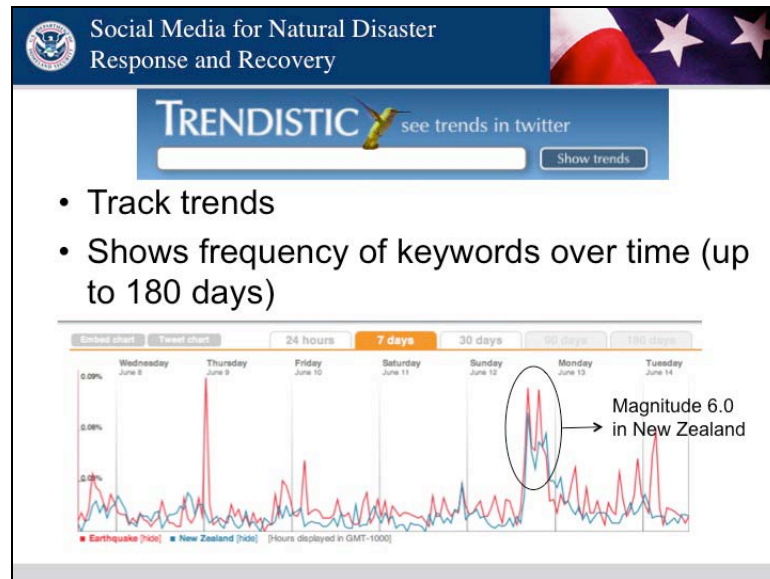 Social Media for Natural Disaster
Response and Recovery
TRENDISTIC see trends in twitter
Show trends
• Track trends
• Shows frequency of keywords over time (up
to 180 days)
Embed chart Tweet chart 24 hours 7 days 30 days 90 days 180 days
Wednesday Thursday Friday Saturday Sunday Monday Tuesday
June 8 June 9 June 10 June 11 June 12 June 13 June 14
0.09%
0.06%
0.03%
Magnitude 6.0
in New Zealand
Earthquake [hide] New Zealand [hide] [Hours displayed in GMT-1000]